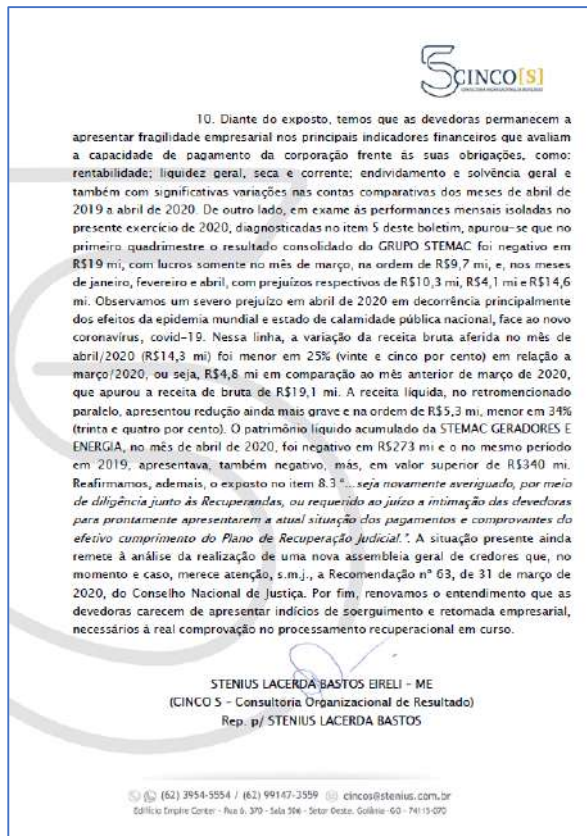 5CINCO[S]
10. Diante do exposto, temos que as devedoras permanecem a
apresentar fragilidade empresarial nos principais indicadores financeiros que avaliam
a capacidade de pagamento da corporação frente às suas obrigações, como:
rentabilidade; liquidez geral, seca e corrente; endividamento e solvência geral e
também com significativas variações nas contas comparativas dos meses de abril de
2019 a abril de 2020. De outro lado, em exame ás performances mensais isoladas no
presente exercício de 2020, diagnosticadas no item 5 deste boletim, apurou-se que no
primeiro quadrimestre o resultado consolidado do GRUPO STEMAC foi negativo em
R$19 mi, com lucros somente no mês de março, na ordem de R$9,7 mi, e, nos meses
de janeiro, fevereiro e abril, com prejuízos respectivos de R$10,3 mi, R$4,1 mi e R$14,6
mi. Observamos um severo prejuízo em abril de 2020 em decorrência principalmente
dos efeitos da epidemia mundial e estado de calamidade pública nacional, face ao novo
coronavírus, covid-19. Nessa linha, a variação da receita bruta aferida no mês de
abril/2020 (R$14,3 mi) foi menor em 25% (vinte e cinco por cento) em relação a
março/2020, ou seja, R$4,8 mi em comparação ao mês anterior de março de 2020,
que apurou a receita de bruta de R$19,1 mi. A receita líquida, no retromencionado
paralelo, apresentou redução ainda mais grave e na ordem de R$5,3 mi, menor em 34%
(trinta e quatro por cento). O patrimônio líquido acumulado da STEMAC GERADORES E
ENERGIA, no mês de abril de 2020, foi negativo em R$273 mi e o no mesmo período
em 2019, apresentava, também negativo, más, em valor superior de R$340 mi.
Reafirmamos, ademais, o exposto no item 8.3 "...seja novamente averiguado, por meio
de diligência junto às Recuperandas, ou requerido ao juízo a intimação das devedoras
para prontamente apresentarem a atual situação dos pagamentos e comprovantes do
efetivo cumprimento do Plano de Recuperação Judicial.". A situação presente ainda
remete à análise da realização de uma nova assembleia geral de credores que, no
momento e caso, merece atenção, s.m.j., a Recomendação nº 63, de 31 de março de
2020, do Conselho Nacional de Justiça. Por fim, renovamos o entendimento que as
devedoras carecem de apresentar indícios de soerguimento e retomada empresarial,
necessários à real comprovação no processamento recuperacional em curso.
STENIUS LACERDA BASTOS EIRELI - ME
(CINCO S - Consultoria Organizacional de Resultado)
Rep. p/ STENIUS LACERDA BASTOS
(62) 3954-5554 / (62) 99147-3559 cincos@stenius.com.br
Edifício Empire Center - Rua 6, 370 - Sala 506 - Setor Oeste, Goiânia-GO - 74115-070